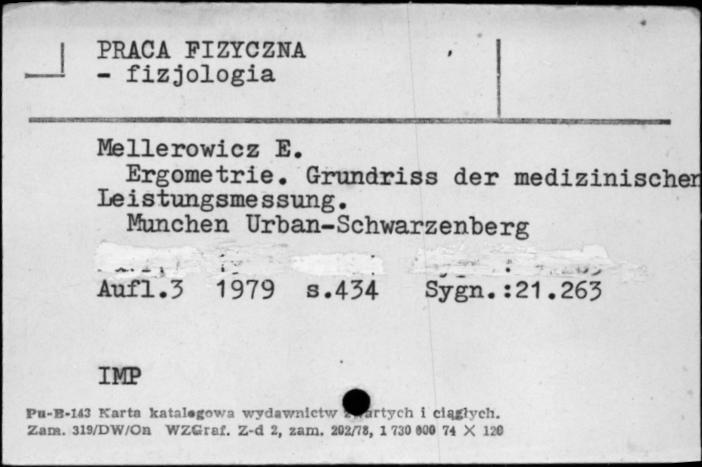 PRACA FIZYCZNA
- fizjologia
Mellerowicz E.
Ergometrie. Grundriss der medizinischen
Leistungsmessung.
Munchen Urban-Schwarzenberg
Aufl.3 1979 s.434 Sygn.:21.263
IMP
Pu-B-143 Karta katalogowa wydawnictw zwartych i ciągłych.
Zam. 319/DW/On WZGraf. Z-d 2, zam. 202/78, 1 730 000 74 X 120